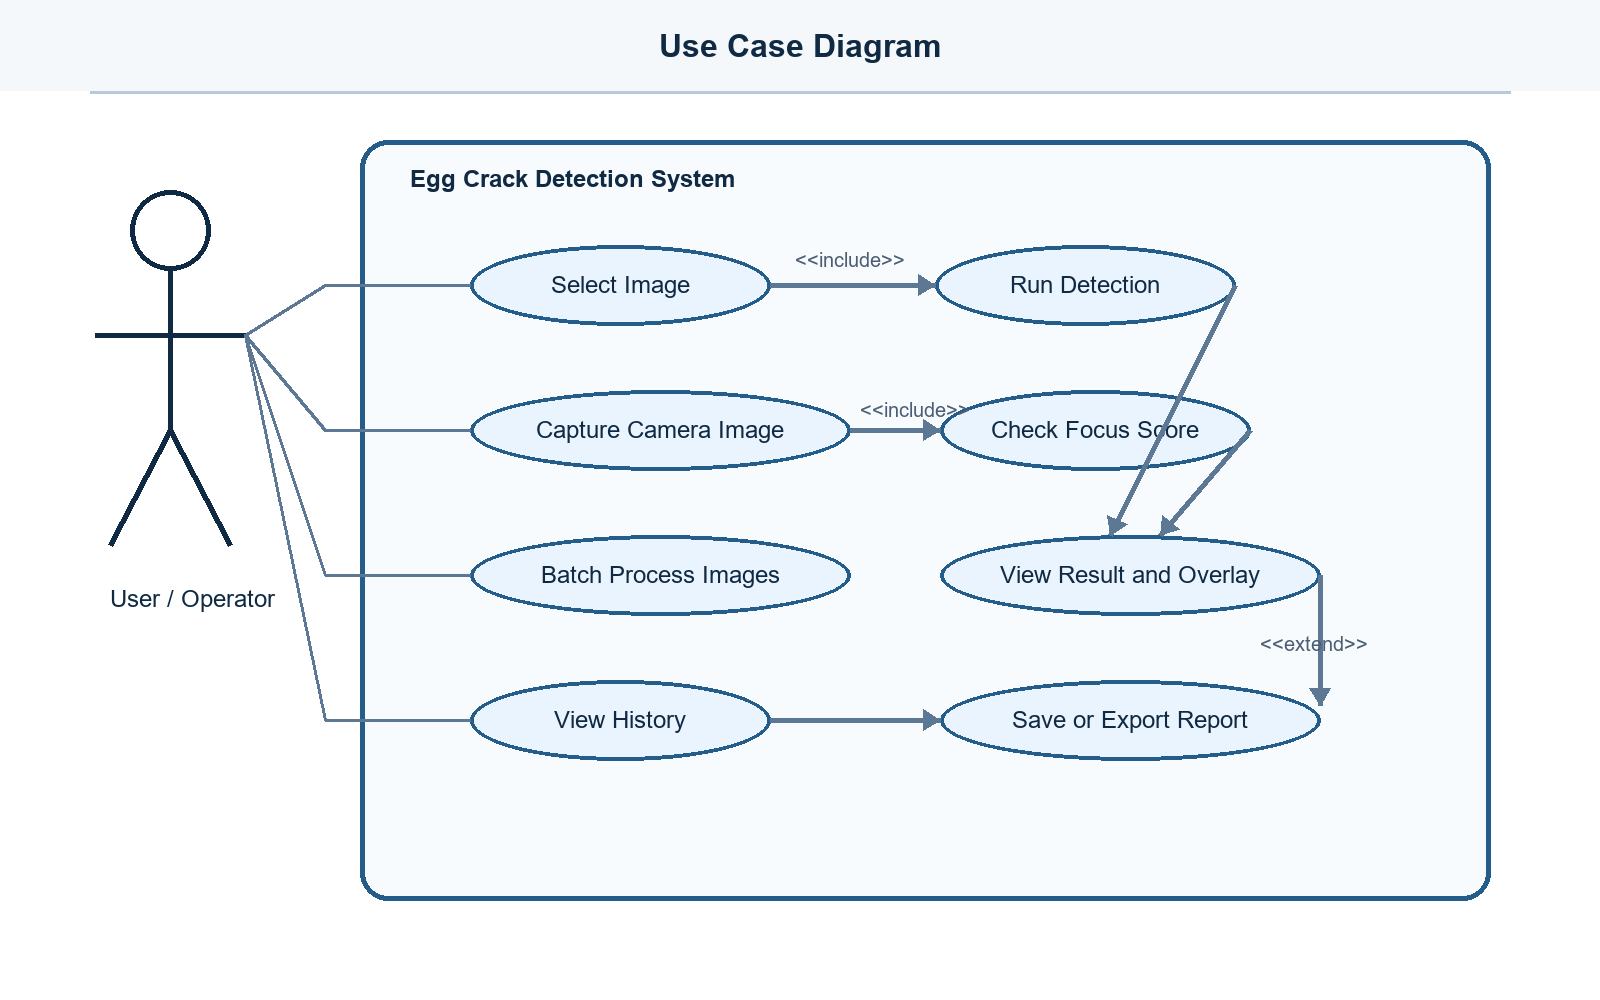 Use Case Diagram
Egg Crack Detection System
Select Image
<<include>>
Run Detection
Capture Camera Image
<<include>>
Check Focus Score
Batch Process Images
View Result and Overlay
User / Operator
<<extend>>
View History
Save or Export Report